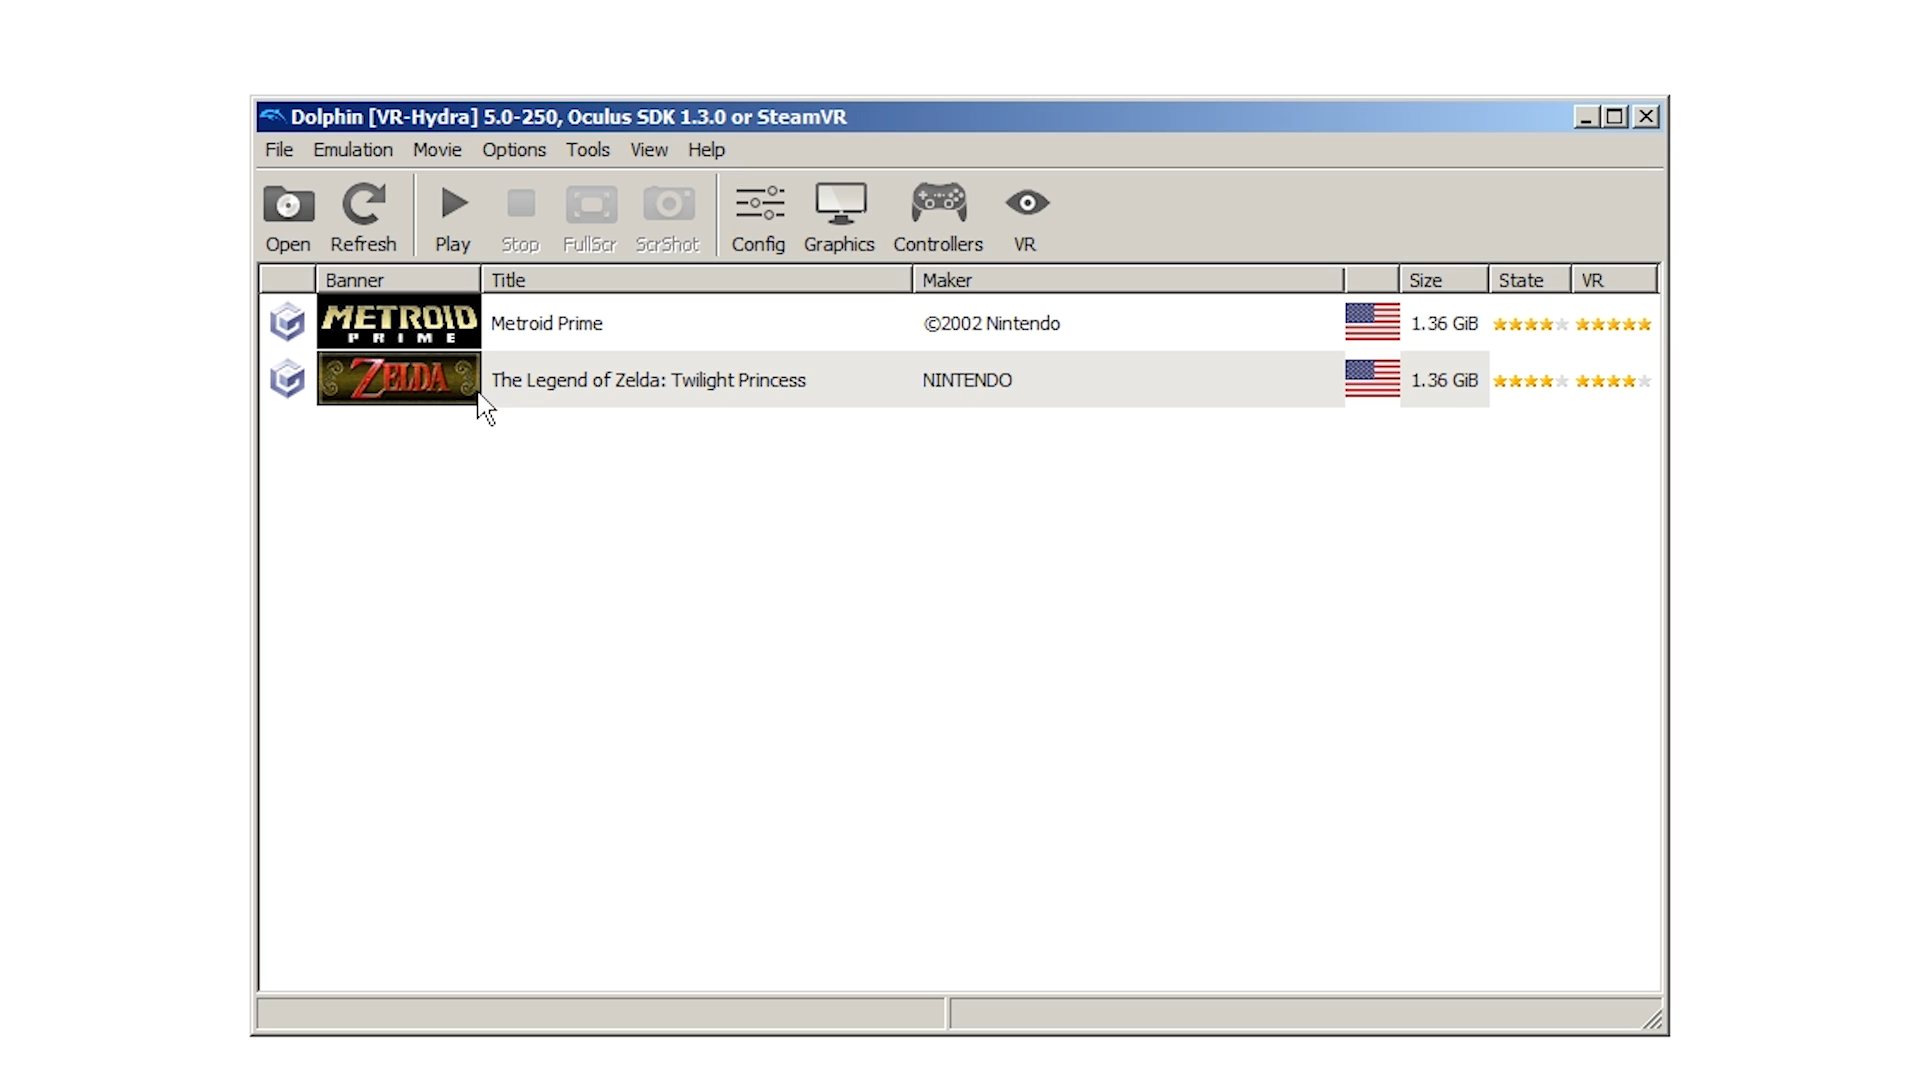 Dolphin [VR-Hydra] 5.0-250, Oculus SDK 1.3.0 or SteamVR
File Emulation Movie Options Tools View Help
Open Refresh Play Stop FullScr ScrShot Config Graphics Controllers VR
Banner Title Maker Size State VR
METROID PRIME Metroid Prime ©2002 Nintendo 1.36 GiB
ZELDA The Legend of Zelda: Twilight Princess NINTENDO 1.36 GiB